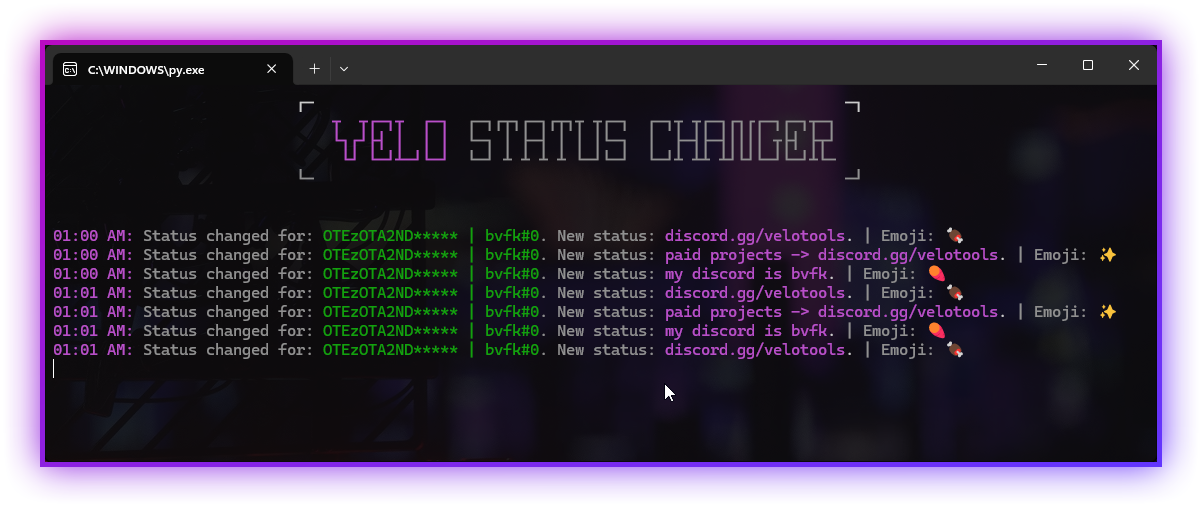 C:\WINDOWS\py.exe
VELO STATUS CHANGER
01:00 AM: Status changed for: OTEzOTA2ND***** | bvfk#0. New status: discord.gg/velotools. | Emoji: 🍖
01:00 AM: Status changed for: OTEzOTA2ND***** | bvfk#0. New status: paid projects -> discord.gg/velotools. | Emoji: ✨
01:00 AM: Status changed for: OTEzOTA2ND***** | bvfk#0. New status: my discord is bvfk. | Emoji: 💊
01:01 AM: Status changed for: OTEzOTA2ND***** | bvfk#0. New status: discord.gg/velotools. | Emoji: 🍖
01:01 AM: Status changed for: OTEzOTA2ND***** | bvfk#0. New status: paid projects -> discord.gg/velotools. | Emoji: ✨
01:01 AM: Status changed for: OTEzOTA2ND***** | bvfk#0. New status: my discord is bvfk. | Emoji: 💊
01:01 AM: Status changed for: OTEzOTA2ND***** | bvfk#0. New status: discord.gg/velotools. | Emoji: 🍖